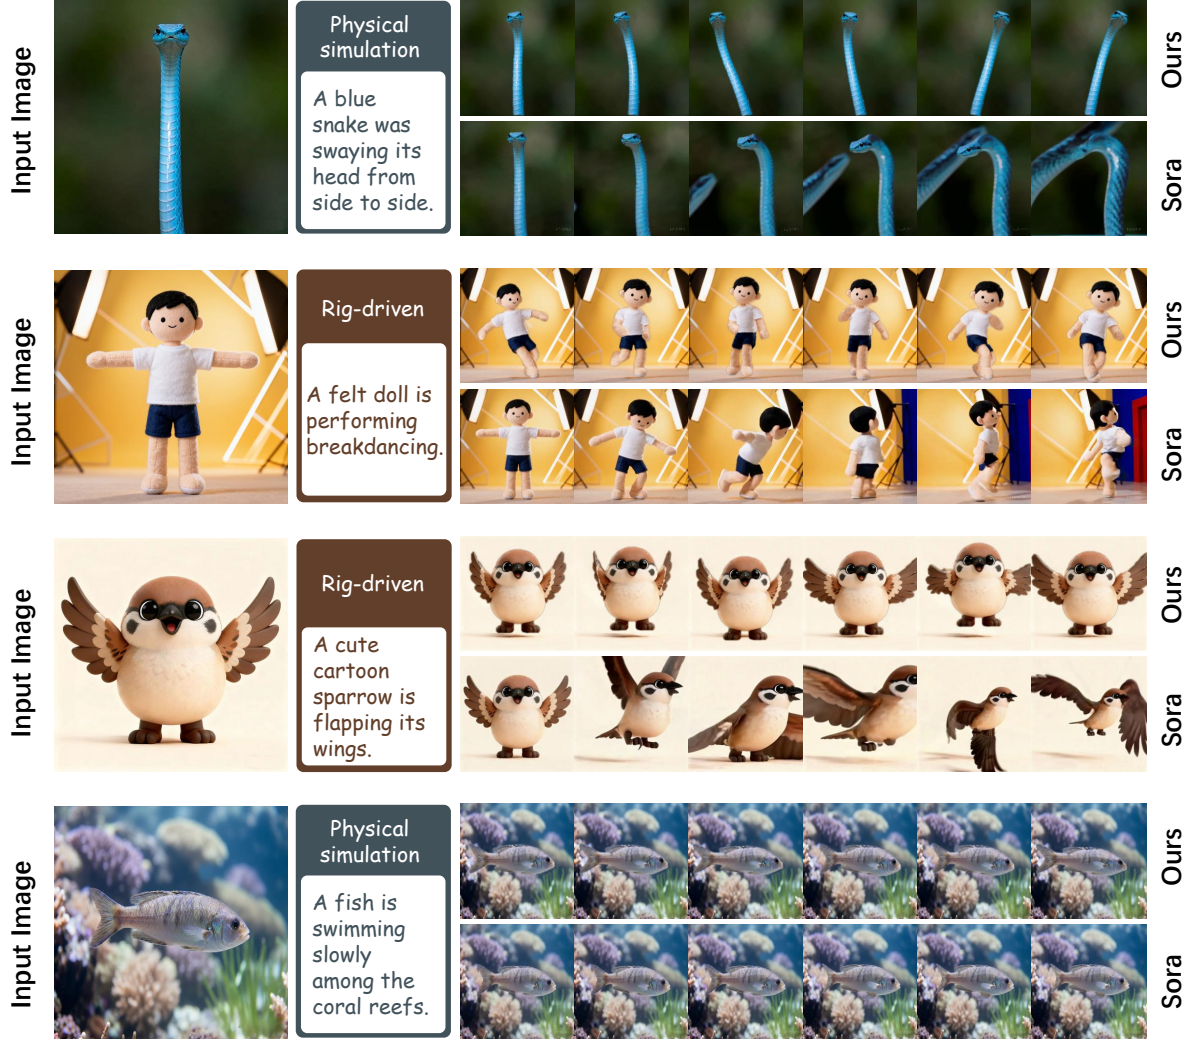 Input Image
Physical
simulation
A blue
snake was
swaying its
head from
side to side.
Ours
Sora
Input Image
Rig-driven
A felt doll is
performing
breakdancing.
Ours
Sora
Input Image
Rig-driven
A cute
cartoon
sparrow is
flapping its
wings.
Ours
Sora
Input Image
Physical
simulation
A fish is
swimming
slowly
among the
coral reefs.
Ours
Sora